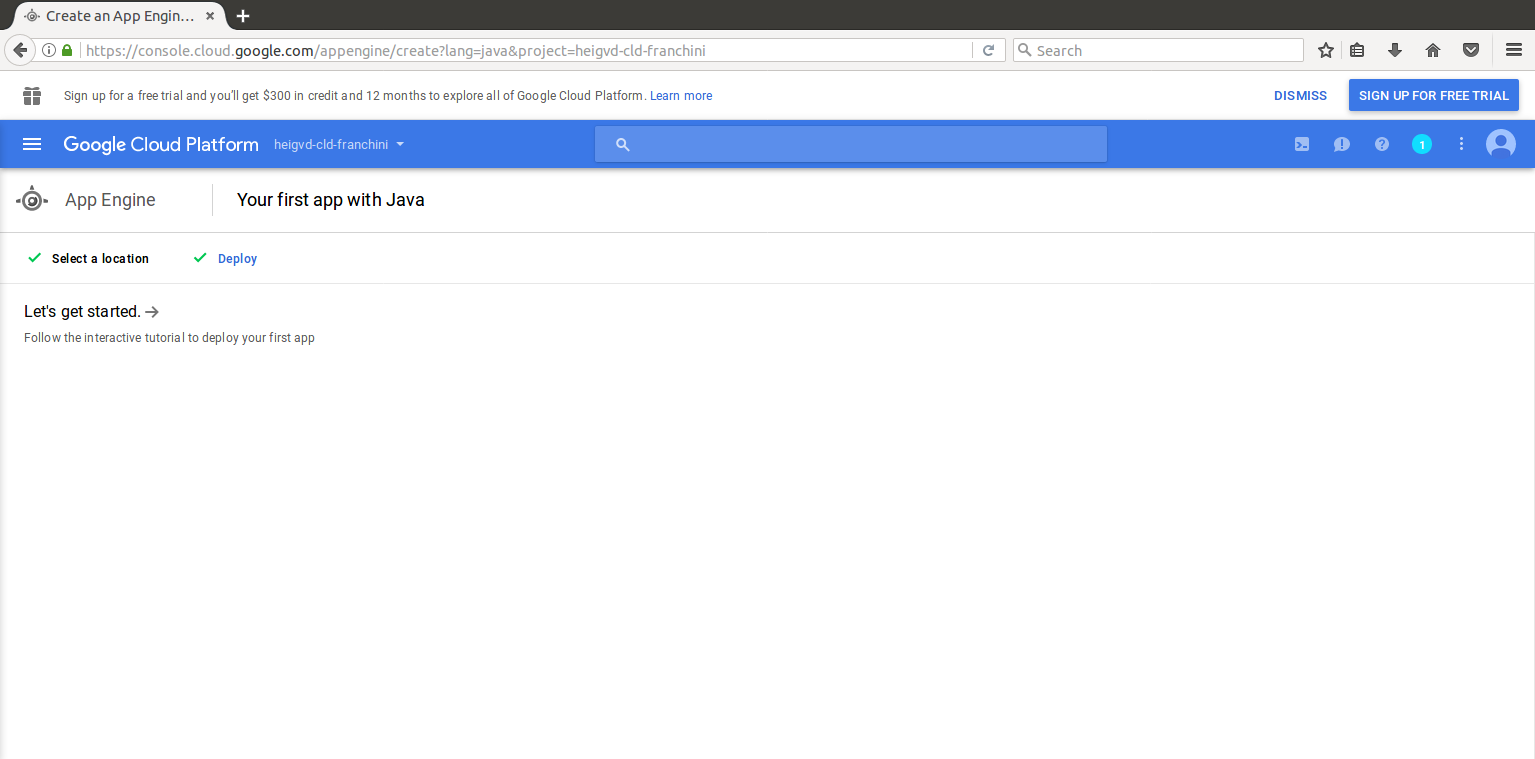 Create an App Engin...
https://console.cloud.google.com/appengine/create?lang=java&project=heigvd-cld-franchini
Search
Sign up for a free trial and you'll get $300 in credit and 12 months to explore all of Google Cloud Platform. Learn more
DISMISS
SIGN UP FOR FREE TRIAL
Google Cloud Platform
heigvd-cld-franchini
1
App Engine
Your first app with Java
Select a location
Deploy
Let's get started.
Follow the interactive tutorial to deploy your first app